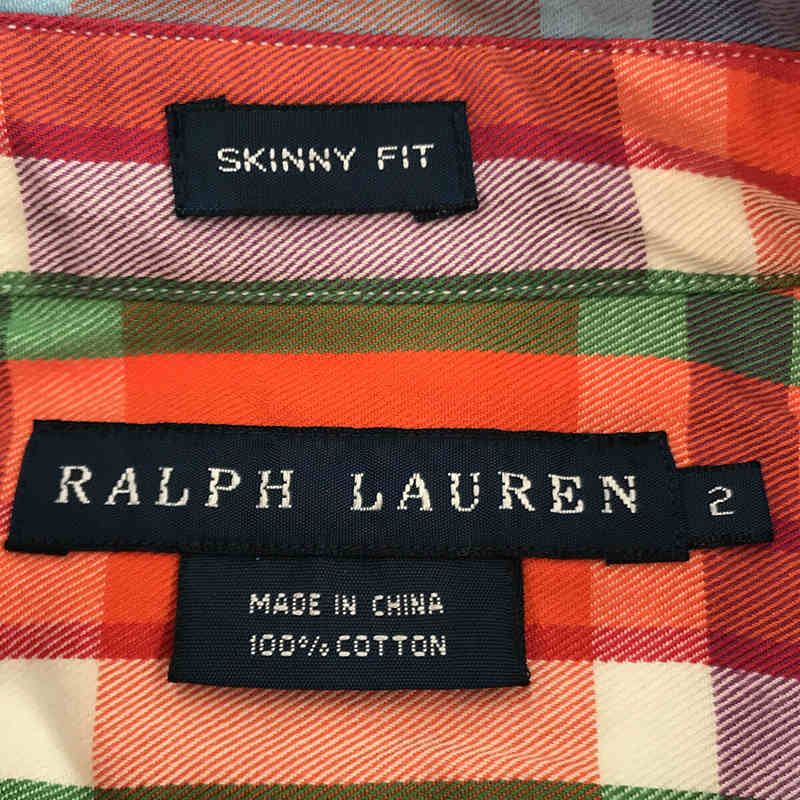 SKINNY FIT
RALPH LAUREN 2
MADE IN CHINA
100% COTTON